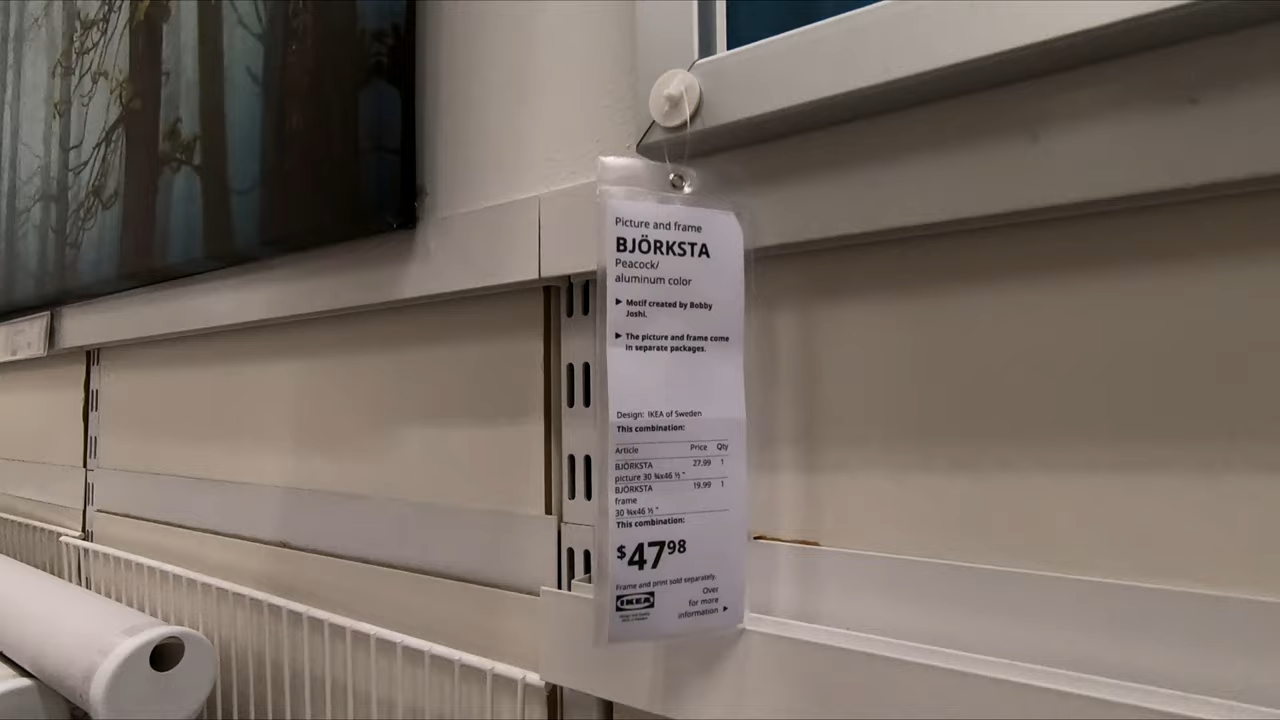 Picture and frame
BJÖRKSTA
Peacock/
aluminum color
▶ Motif created by Bobby
Joshi.
▶ The picture and frame come
in separate packages.
Design: IKEA of Sweden
This combination:
Article Price Qty
BJÖRKSTA 27.99 1
picture 30 ¾x46 ½ "
BJÖRKSTA 19.99 1
frame
30 ¾x46 ½ "
This combination:
$47.98
Frame and print sold separately.
Over
IKEA for more
information ▶